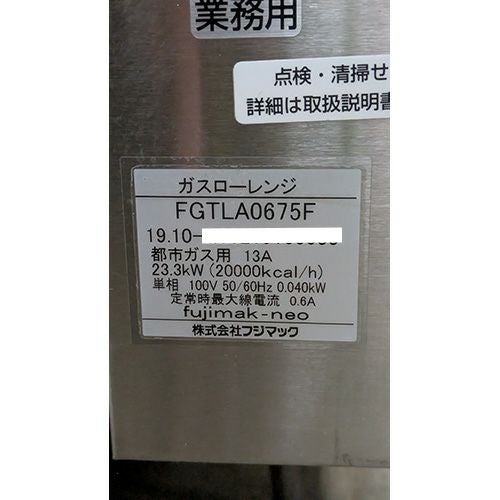 業務用
点検・清掃せ
詳細は取扱説明書
ガスローレンジ
FGTLA0675F
19.10-
都市ガス用 13A
23.3kW (20000kcal/h)
単相 100V 50/60Hz 0.040kW
定常時最大線電流 0.6A
fujimak-neo
株式会社フジマック